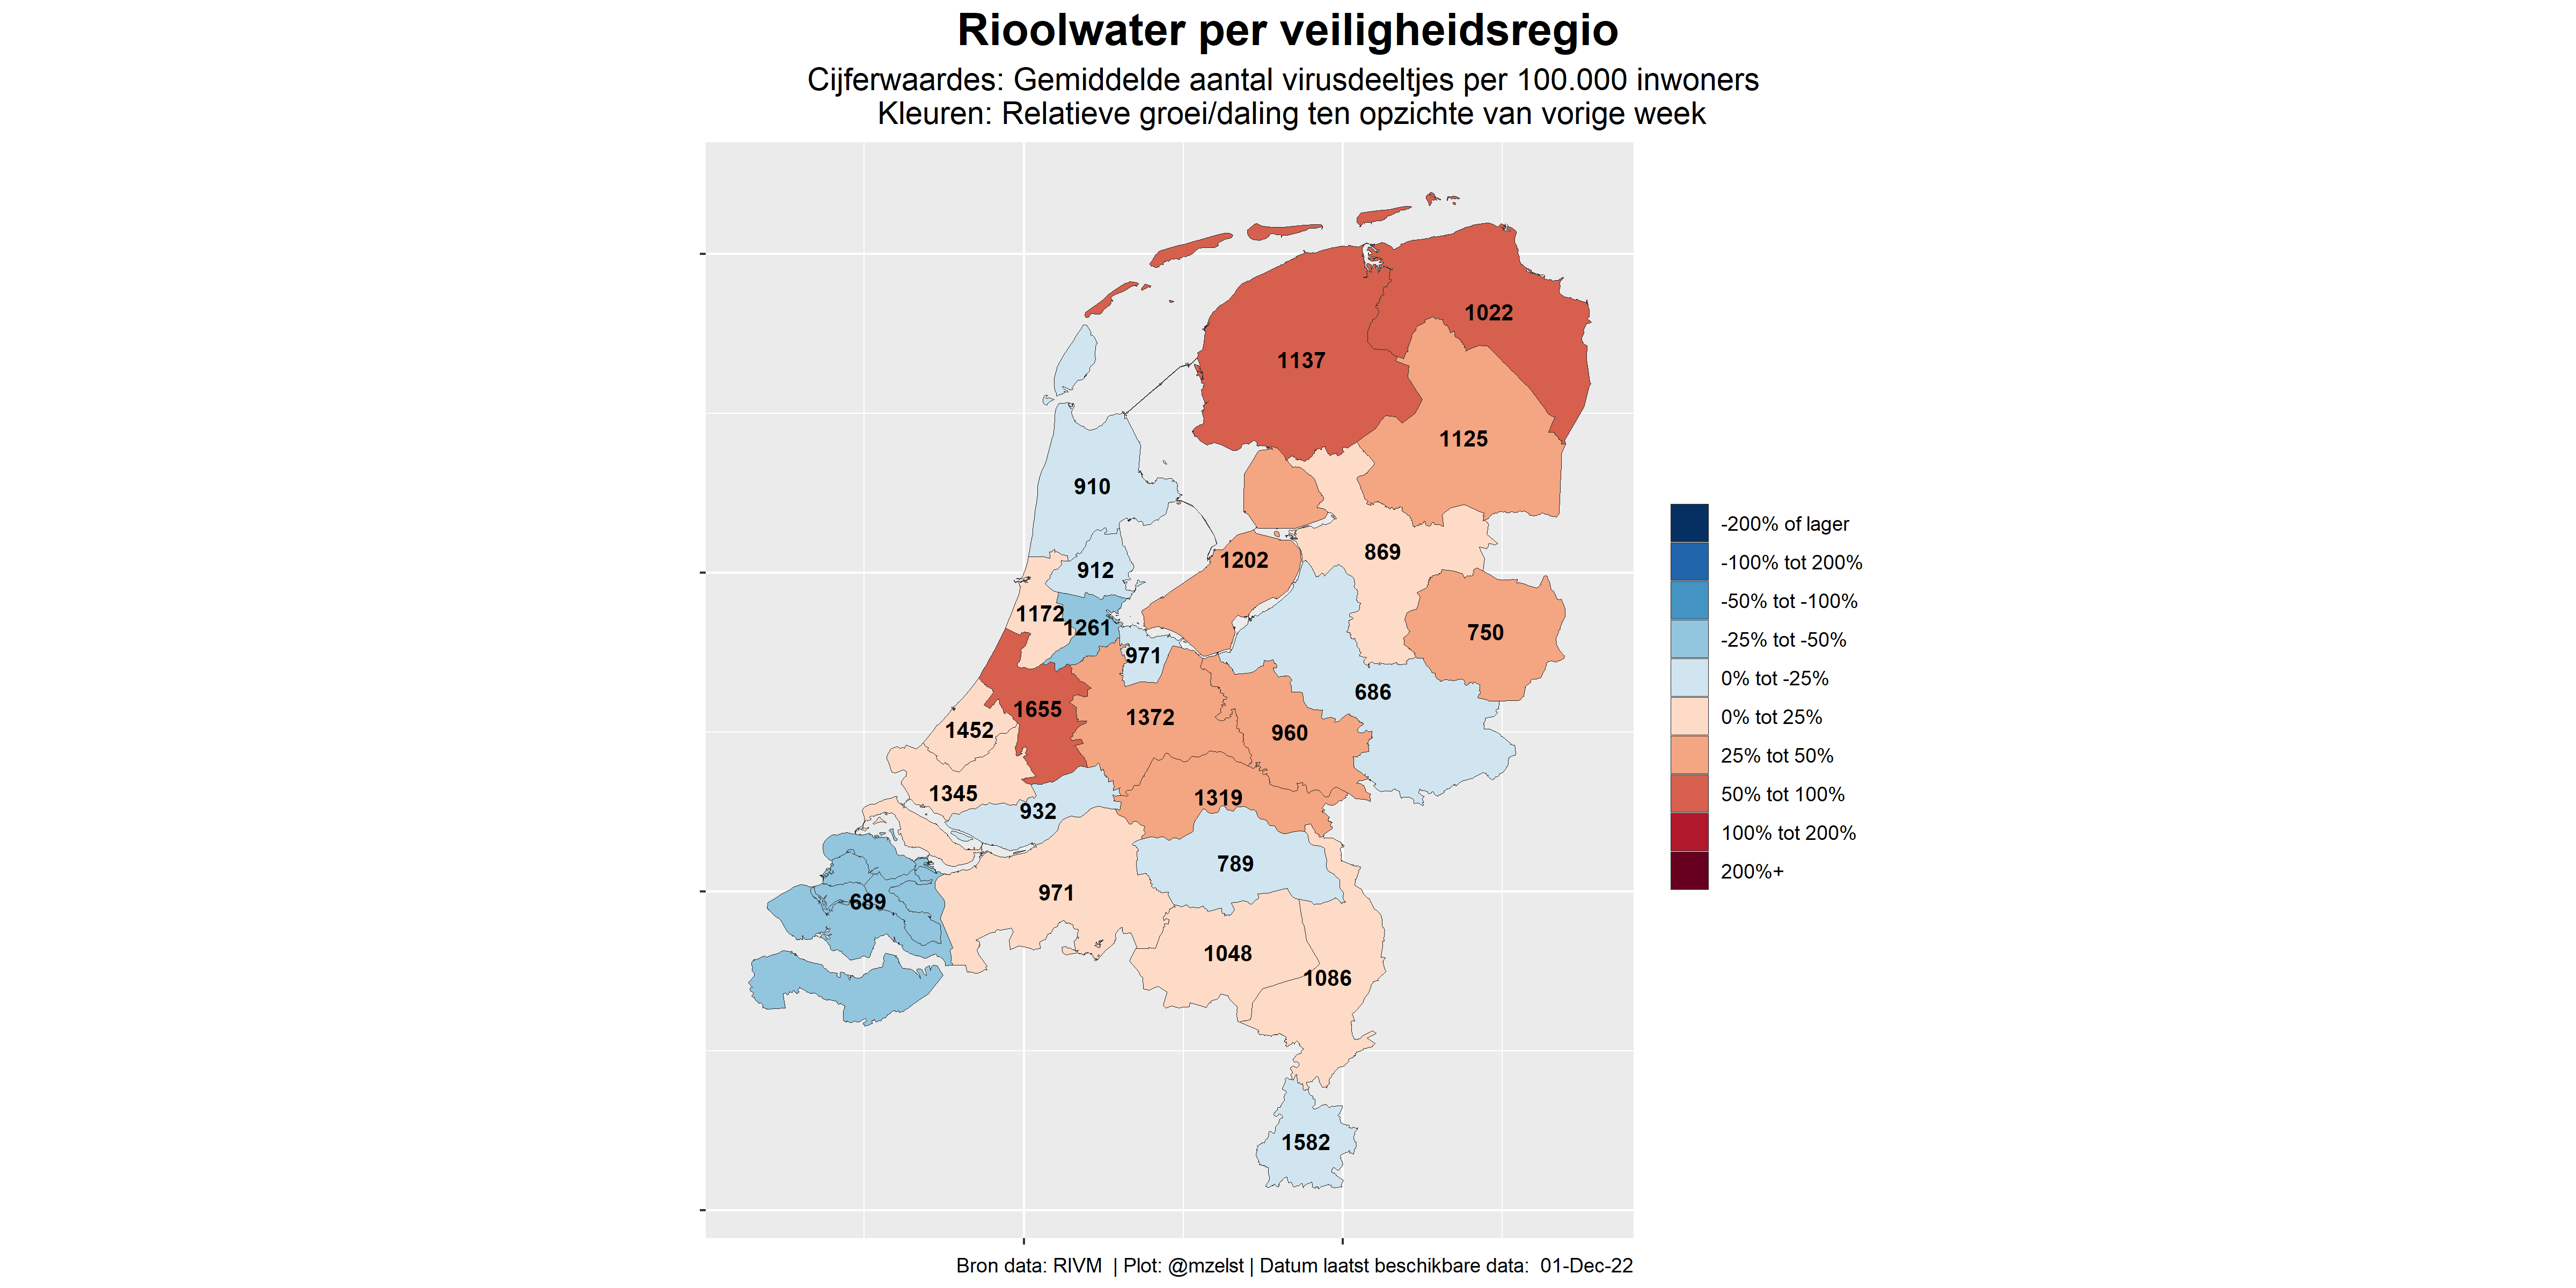 Rioolwater per veiligheidsregio
Cijferwaardes: Gemiddelde aantal virusdeeltjes per 100.000 inwoners
Kleuren: Relatieve groei/daling ten opzichte van vorige week
1022
1137
1125
910
869
1202
912
1172
1261
750
971
686
1655
1372
1452
960
1345
1319
932
789
971
689
1048
1086
1582
-200% of lager
-100% tot 200%
-50% tot -100%
-25% tot -50%
0% tot -25%
0% tot 25%
25% tot 50%
50% tot 100%
100% tot 200%
200%+
Bron data: RIVM | Plot: @mzelst | Datum laatst beschikbare data: 01-Dec-22